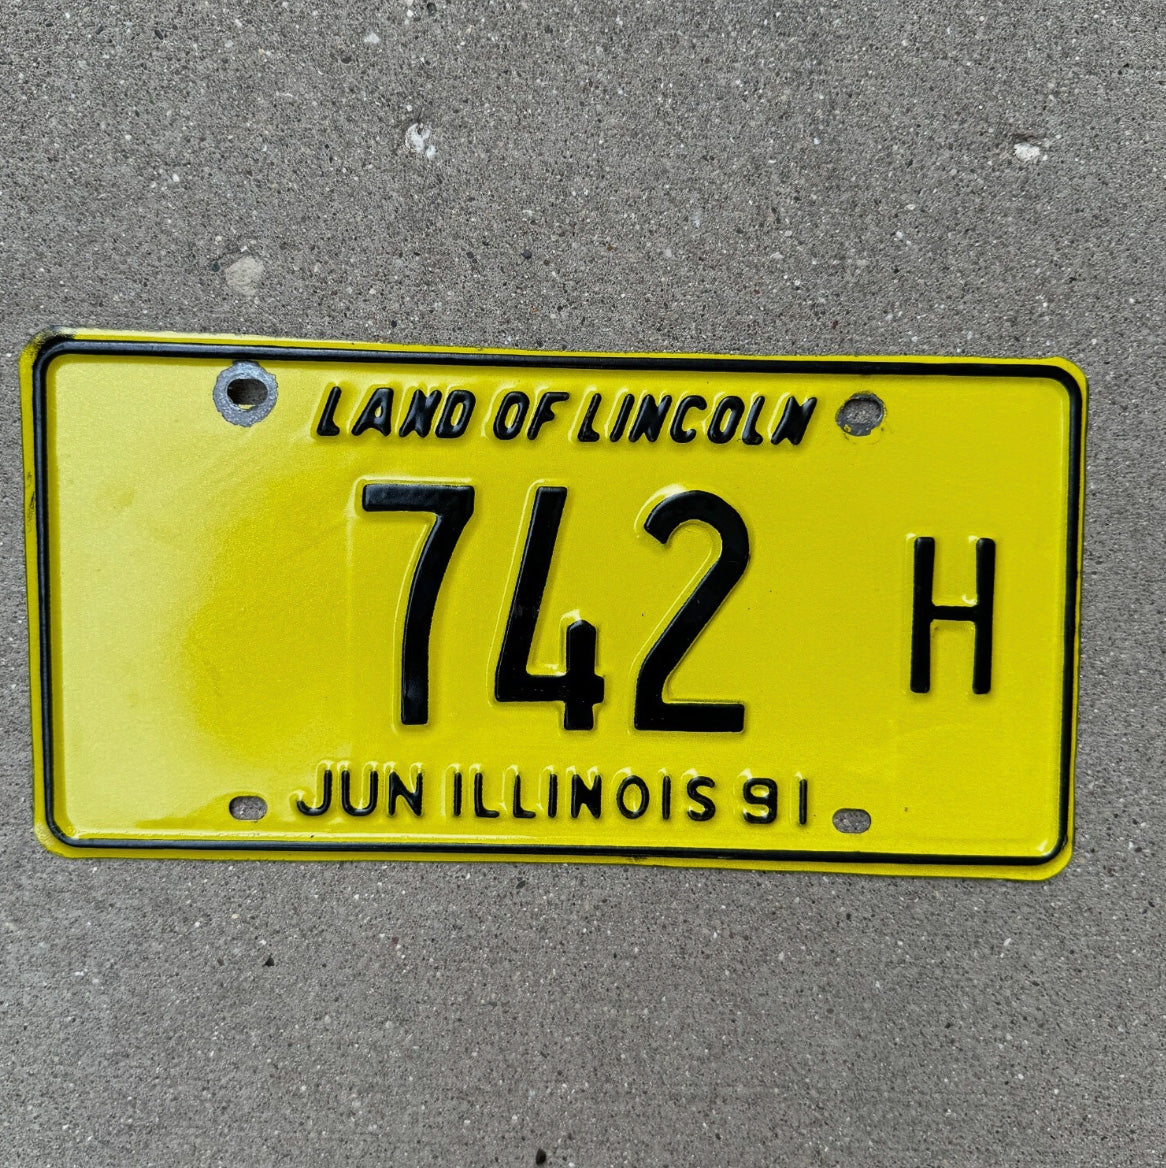 LAND OF LINCOLN
742 H
JUN ILLINOIS 91